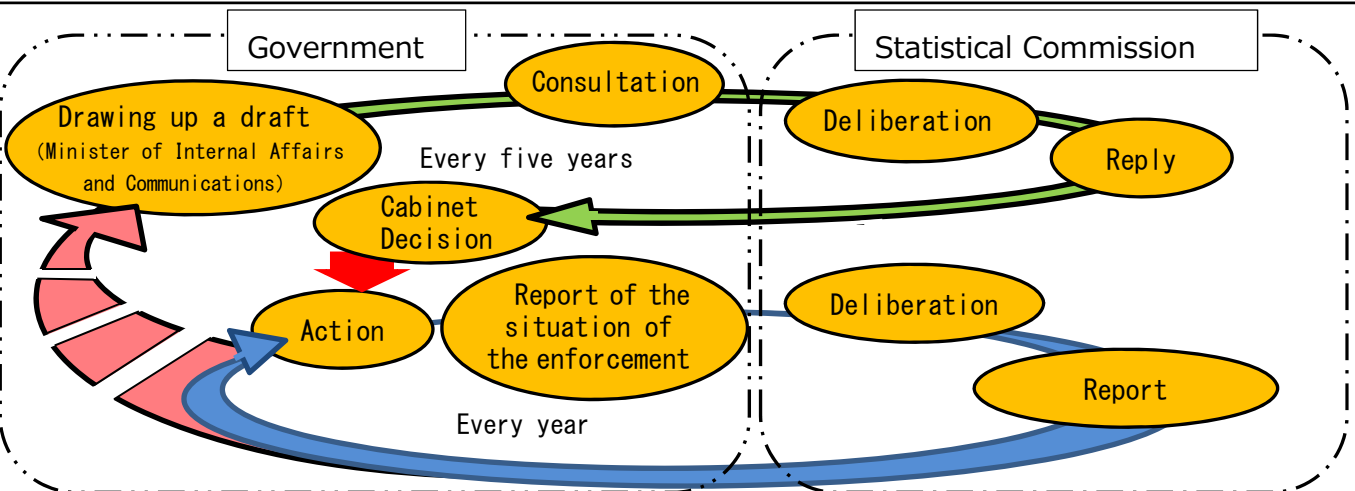 Government
Statistical Commission
Consultation
Drawing up a draft
(Minister of Internal Affairs
and Communications)
Deliberation
Every five years
Reply
Cabinet
Decision
Report of the
situation of
the enforcement
Deliberation
Action
Report
Every year